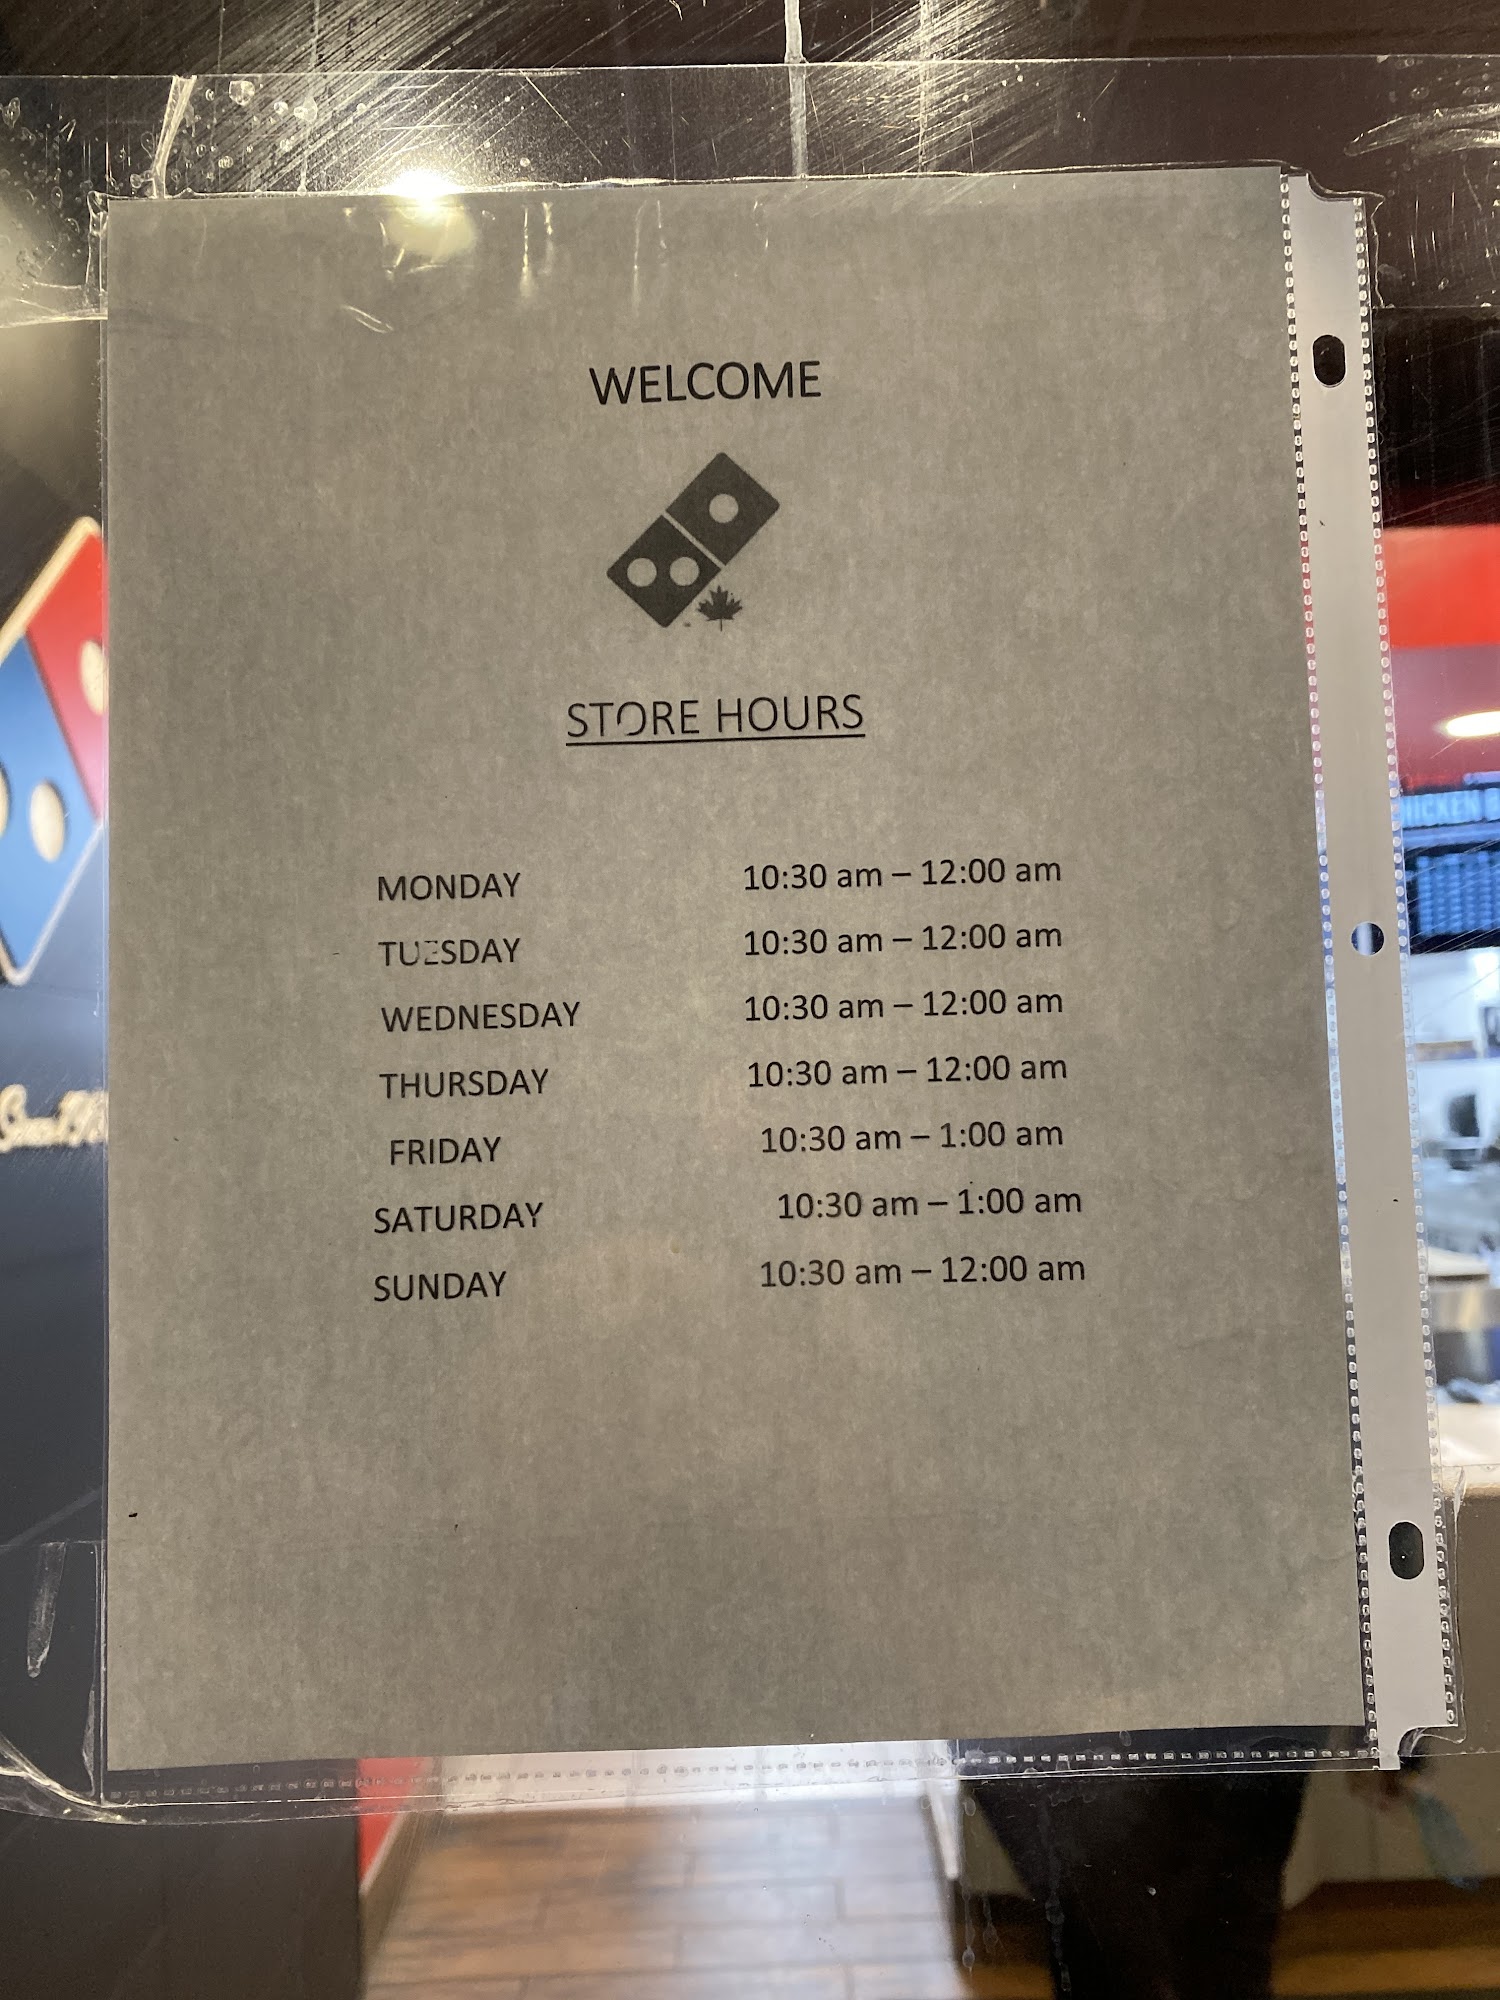 WELCOME
STORE HOURS
MONDAY 10:30 am – 12:00 am
TUESDAY 10:30 am – 12:00 am
WEDNESDAY 10:30 am – 12:00 am
THURSDAY 10:30 am – 12:00 am
FRIDAY 10:30 am – 1:00 am
SATURDAY 10:30 am – 1:00 am
SUNDAY 10:30 am – 12:00 am